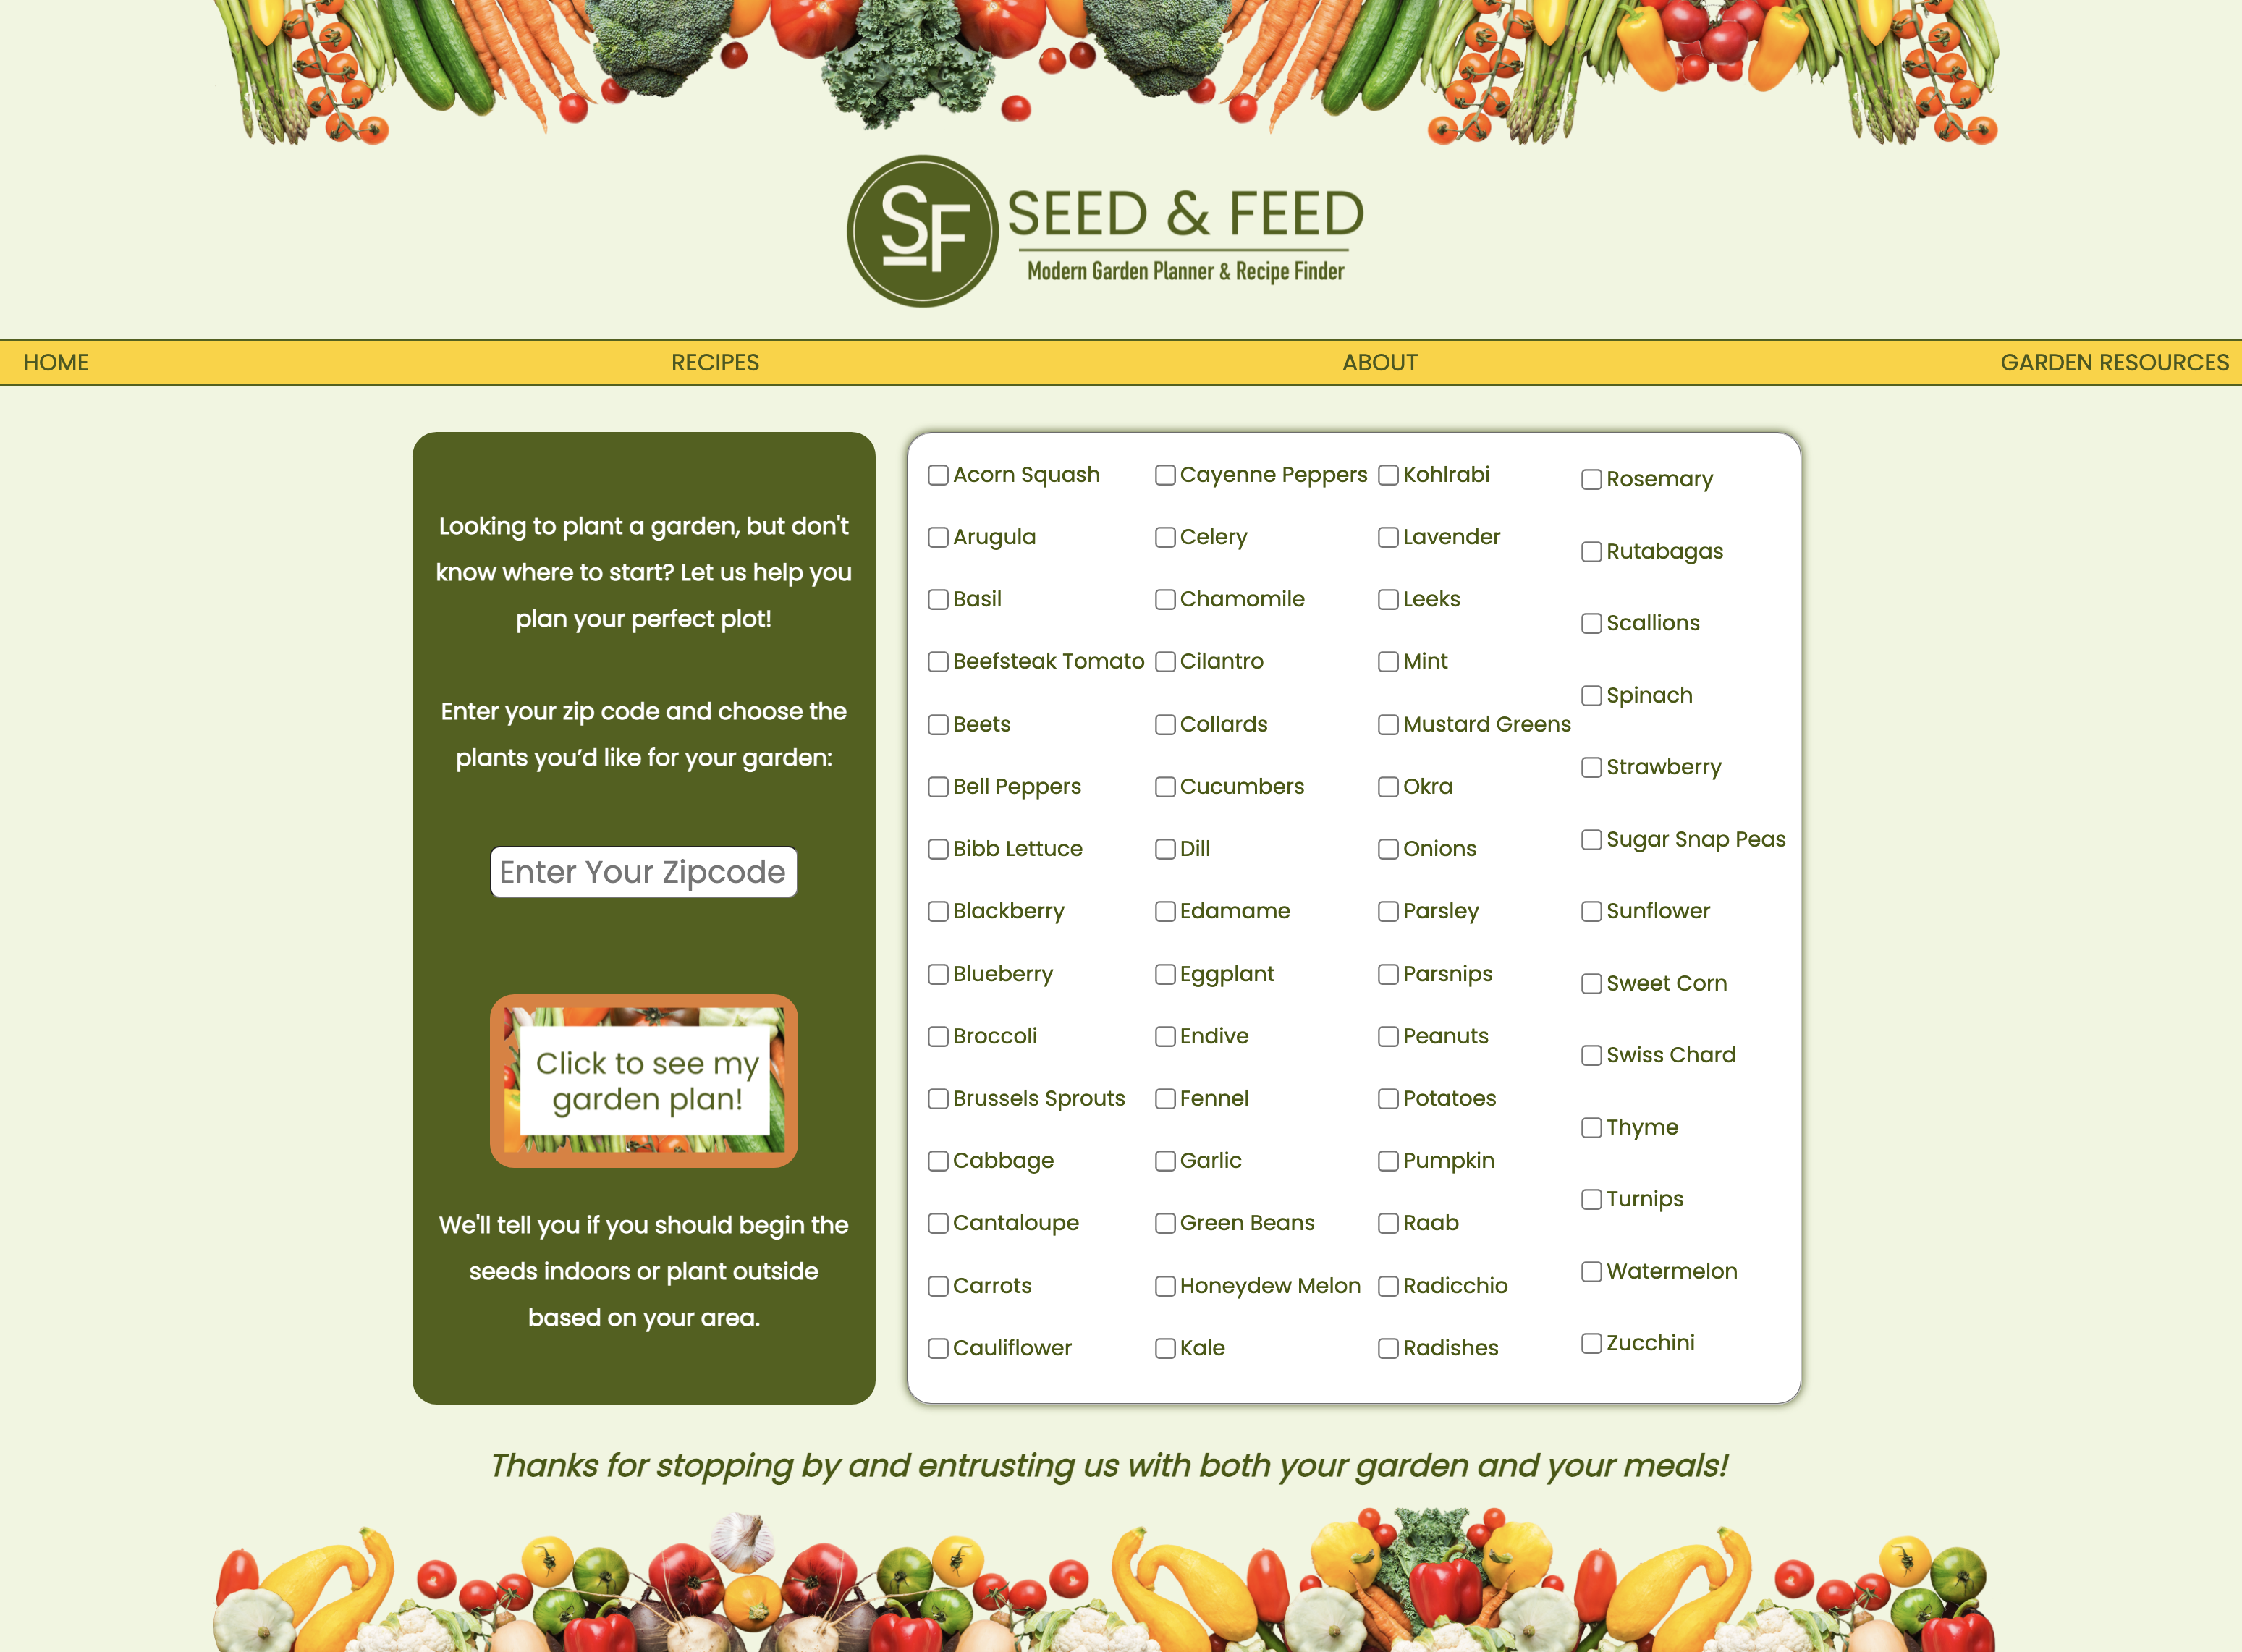 SF
SEED & FEED
Modern Garden Planner & Recipe Finder
HOME
RECIPES
ABOUT
GARDEN RESOURCES
Looking to plant a garden, but don't
know where to start? Let us help you
plan your perfect plot!
Enter your zip code and choose the
plants you’d like for your garden:
Enter Your Zipcode
Click to see my
garden plan!
We'll tell you if you should begin the
seeds indoors or plant outside
based on your area.
Acorn Squash
Arugula
Basil
Beefsteak Tomato
Beets
Bell Peppers
Bibb Lettuce
Blackberry
Blueberry
Broccoli
Brussels Sprouts
Cabbage
Cantaloupe
Carrots
Cauliflower
Cayenne Peppers
Celery
Chamomile
Cilantro
Collards
Cucumbers
Dill
Edamame
Eggplant
Endive
Fennel
Garlic
Green Beans
Honeydew Melon
Kale
Kohlrabi
Lavender
Leeks
Mint
Mustard Greens
Okra
Onions
Parsley
Parsnips
Peanuts
Potatoes
Pumpkin
Raab
Radicchio
Radishes
Rosemary
Rutabagas
Scallions
Spinach
Strawberry
Sugar Snap Peas
Sunflower
Sweet Corn
Swiss Chard
Thyme
Turnips
Watermelon
Zucchini
Thanks for stopping by and entrusting us with both your garden and your meals!